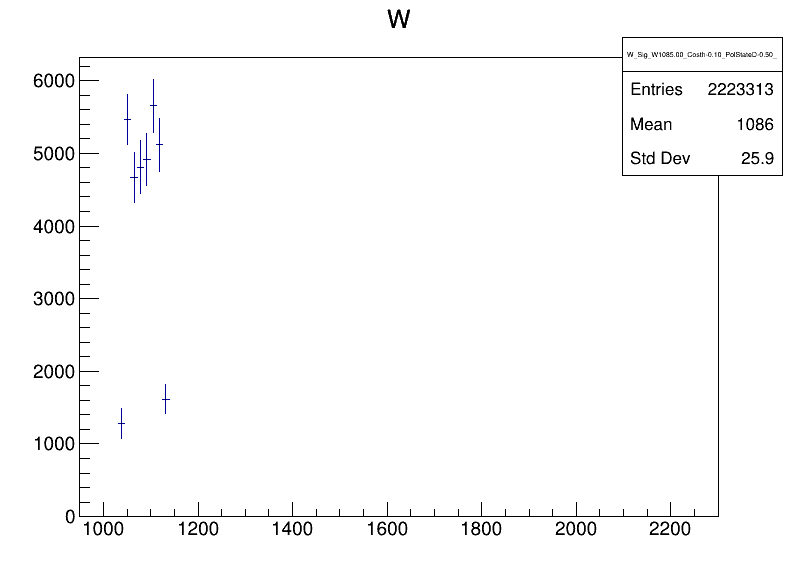 W
W_Sig_W1085.00_Costh-0.10_PolStateD-0.50_
Entries 2223313
Mean 1086
Std Dev 25.9
6000
5000
4000
3000
2000
1000
0
1000 1200 1400 1600 1800 2000 2200